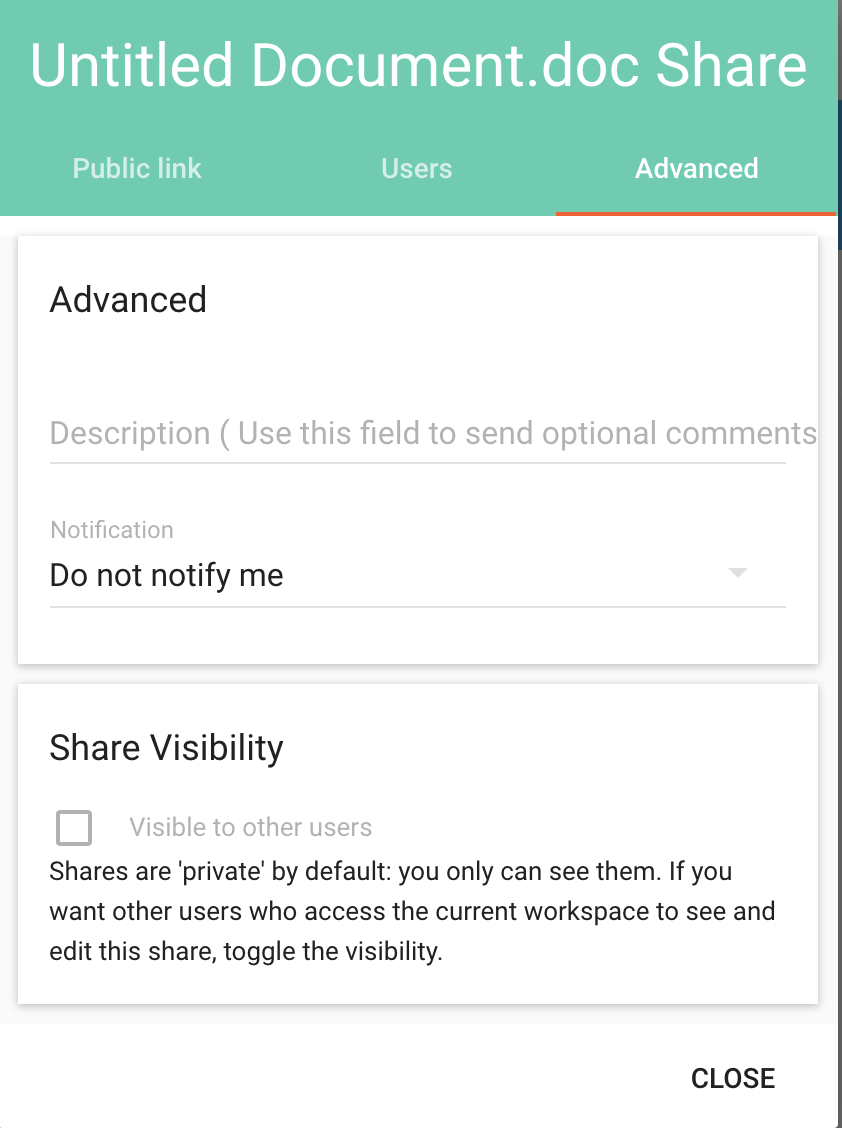 Untitled Document.doc Share
Public link Users Advanced
Advanced
Description ( Use this field to send optional comments
Notification
Do not notify me
Share Visibility
Visible to other users
Shares are 'private' by default: you only can see them. If you
want other users who access the current workspace to see and
edit this share, toggle the visibility.
CLOSE